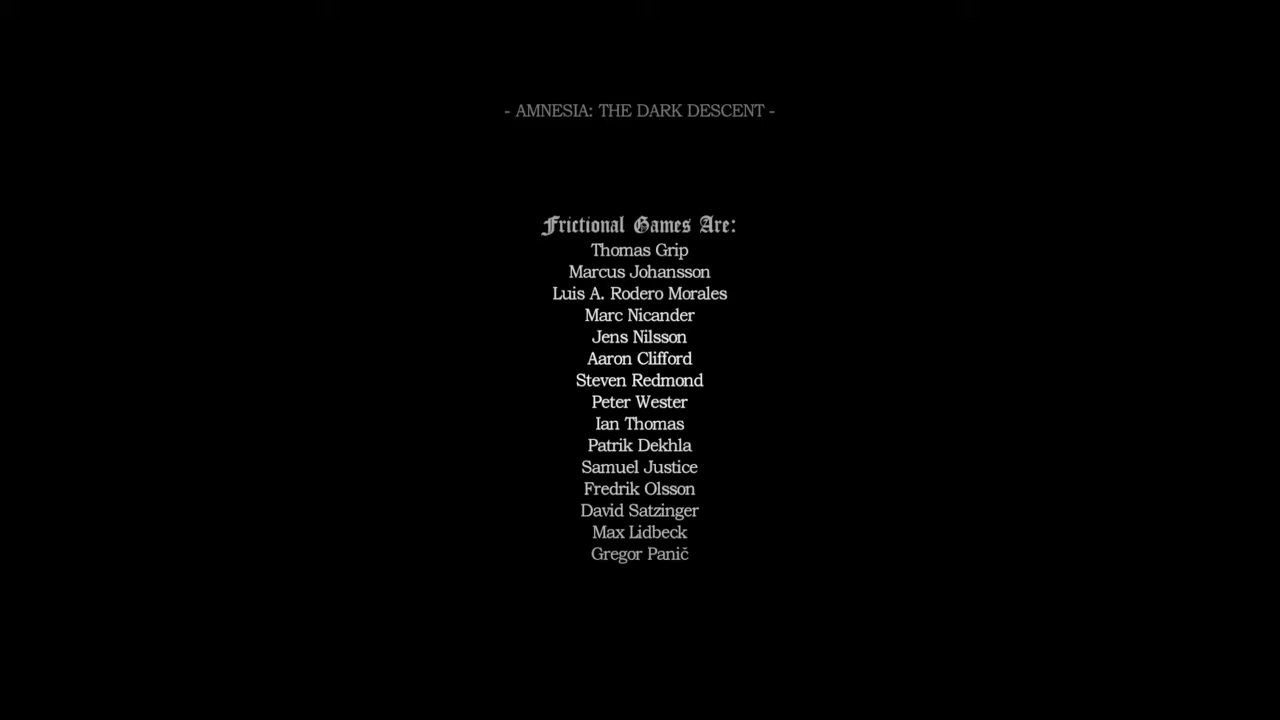 - AMNESIA: THE DARK DESCENT -
Frictional Games Are:
Thomas Grip
Marcus Johansson
Luis A. Rodero Morales
Marc Nicander
Jens Nilsson
Aaron Clifford
Steven Redmond
Peter Wester
Ian Thomas
Patrik Dekhla
Samuel Justice
Fredrik Olsson
David Satzinger
Max Lidbeck
Gregor Panič